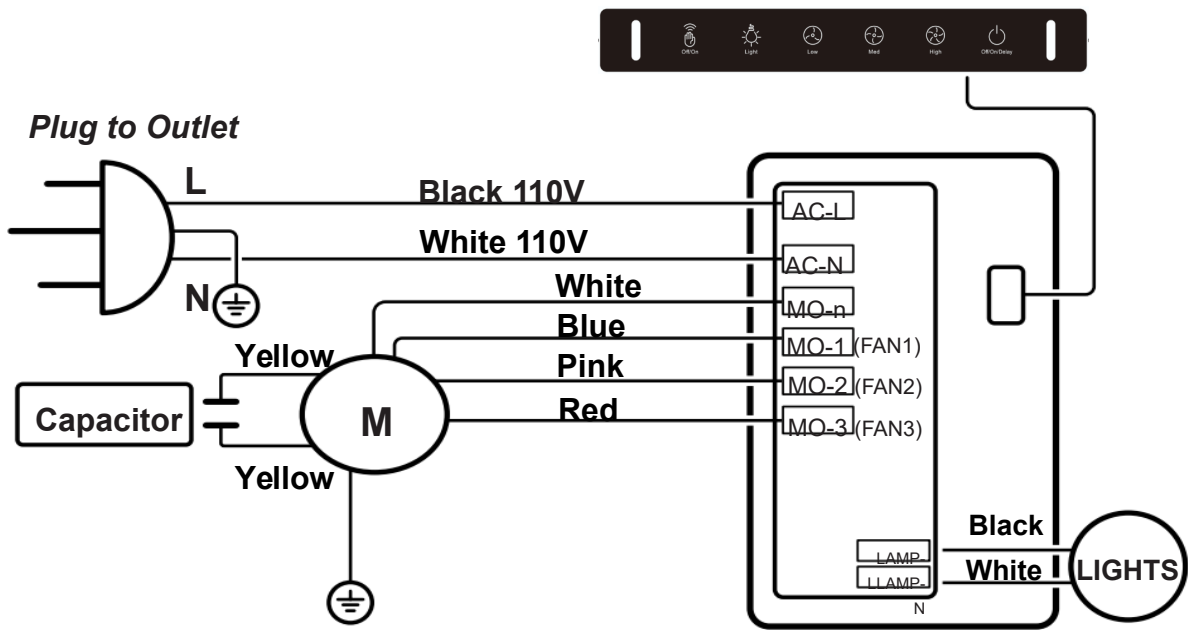 Off/On
Light
Low
Med
High
Off/On/Delay
Plug to Outlet
L
Black 110V
AC-L
White 110V
AC-N
N
White
MO-n
Blue
MO-1 (FAN1)
Yellow
Pink
MO-2 (FAN2)
Capacitor
M
Red
MO-3 (FAN3)
Yellow
Black
LAMP-
White
LLAMP-
LIGHTS
N